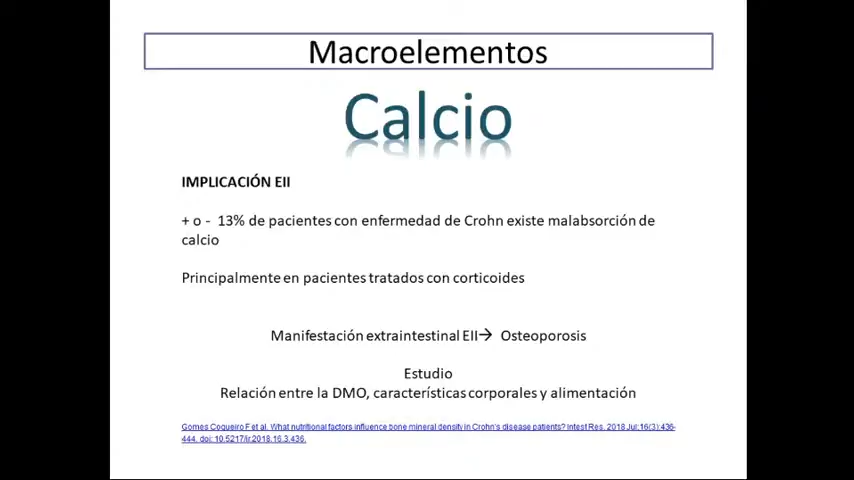 Macroelementos
Calcio
IMPLICACIÓN EII
+ o - 13% de pacientes con enfermedad de Crohn existe malabsorción de
calcio
Principalmente en pacientes tratados con corticoides
Manifestación extraintestinal EII→ Osteoporosis
Estudio
Relación entre la DMO, características corporales y alimentación
Gomes Coqueiro F et al. What nutritional factors influence bone mineral density in Crohn's disease patients? Intest Res. 2018 Jul;16(3):436-
444. doi: 10.5217/ir.2018.16.3.436.